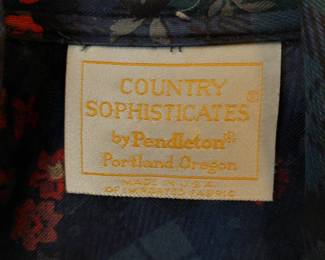 COUNTRY
SOPHISTICATES®
by Pendleton®
Portland Oregon
MADE IN U.S.A.
OF IMPORTED FABRIC